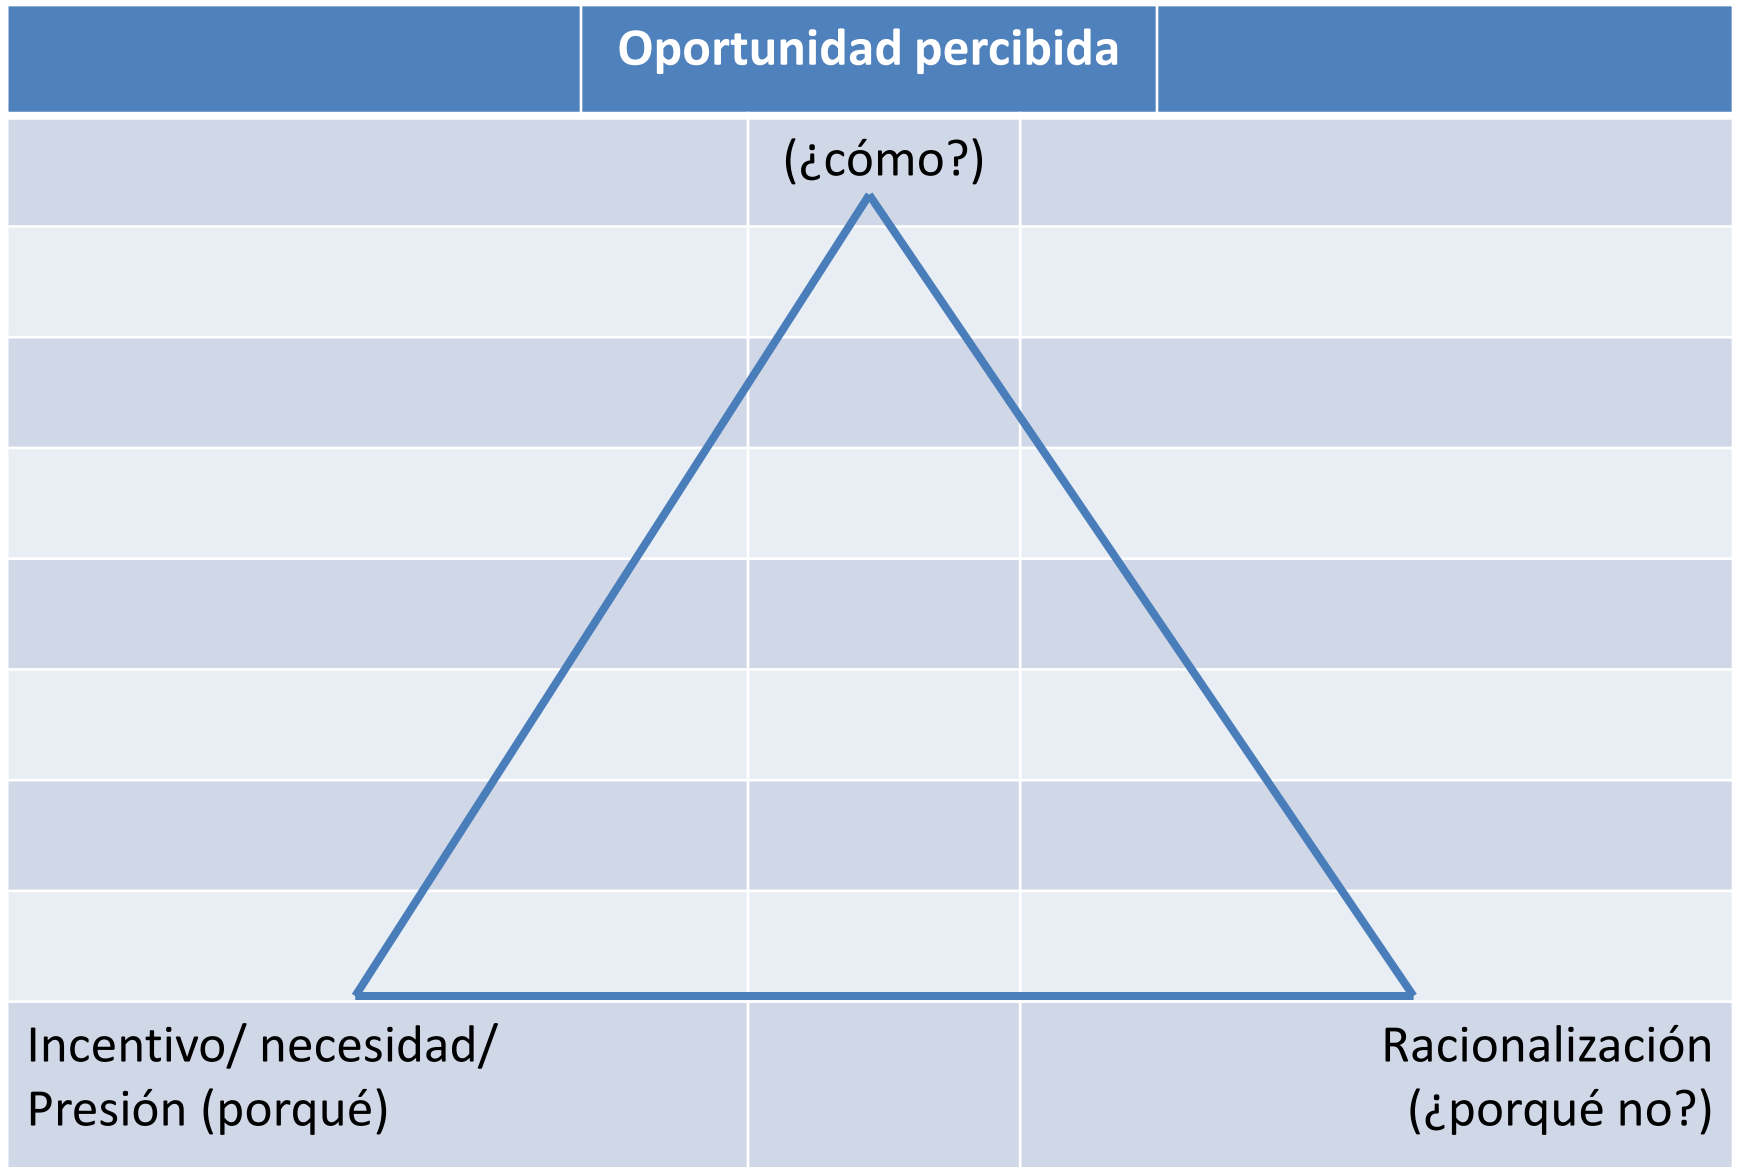 Oportunidad percibida
(¿cómo?)
Incentivo/ necesidad/
Presión (porqué)
Racionalización
(¿porqué no?)